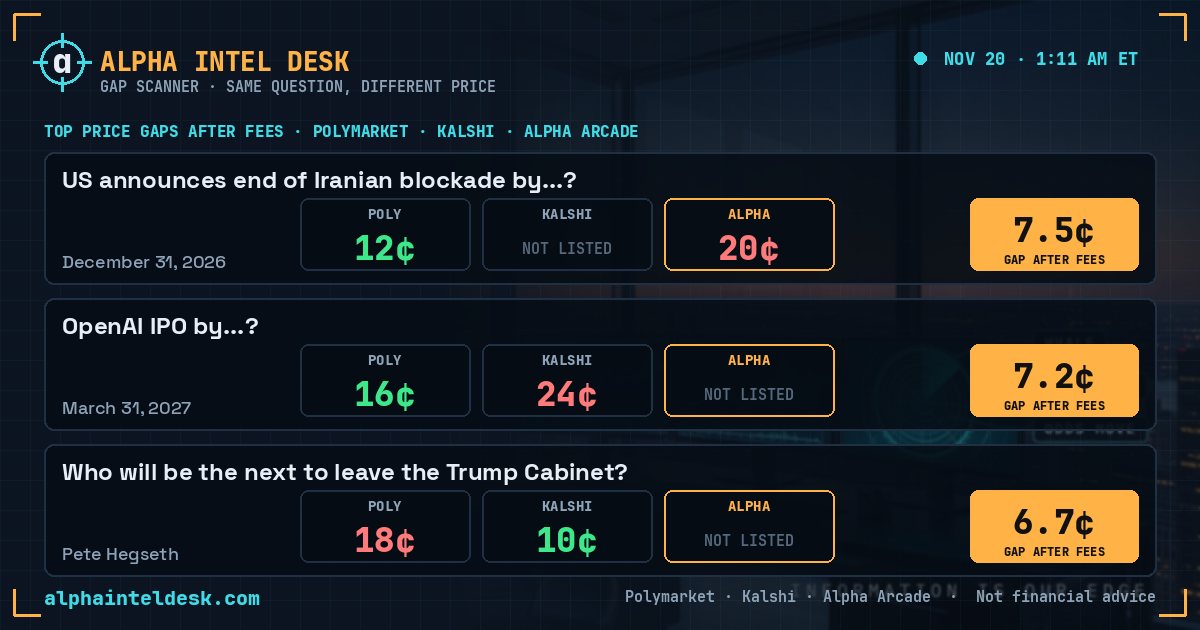 α ALPHA INTEL DESK
GAP SCANNER · SAME QUESTION, DIFFERENT PRICE
NOV 20 · 1:11 AM ET
TOP PRICE GAPS AFTER FEES · POLYMARKET · KALSHI · ALPHA ARCADE
US announces end of Iranian blockade by...?
December 31, 2026
POLY
12¢
KALSHI
NOT LISTED
ALPHA
20¢
7.5¢
GAP AFTER FEES
OpenAI IPO by...?
March 31, 2027
POLY
16¢
KALSHI
24¢
ALPHA
NOT LISTED
7.2¢
GAP AFTER FEES
Who will be the next to leave the Trump Cabinet?
Pete Hegseth
POLY
18¢
KALSHI
10¢
ALPHA
NOT LISTED
6.7¢
GAP AFTER FEES
INFORMATION IS OUR EDGE
alphainteldesk.com
Polymarket · Kalshi · Alpha Arcade · Not financial advice